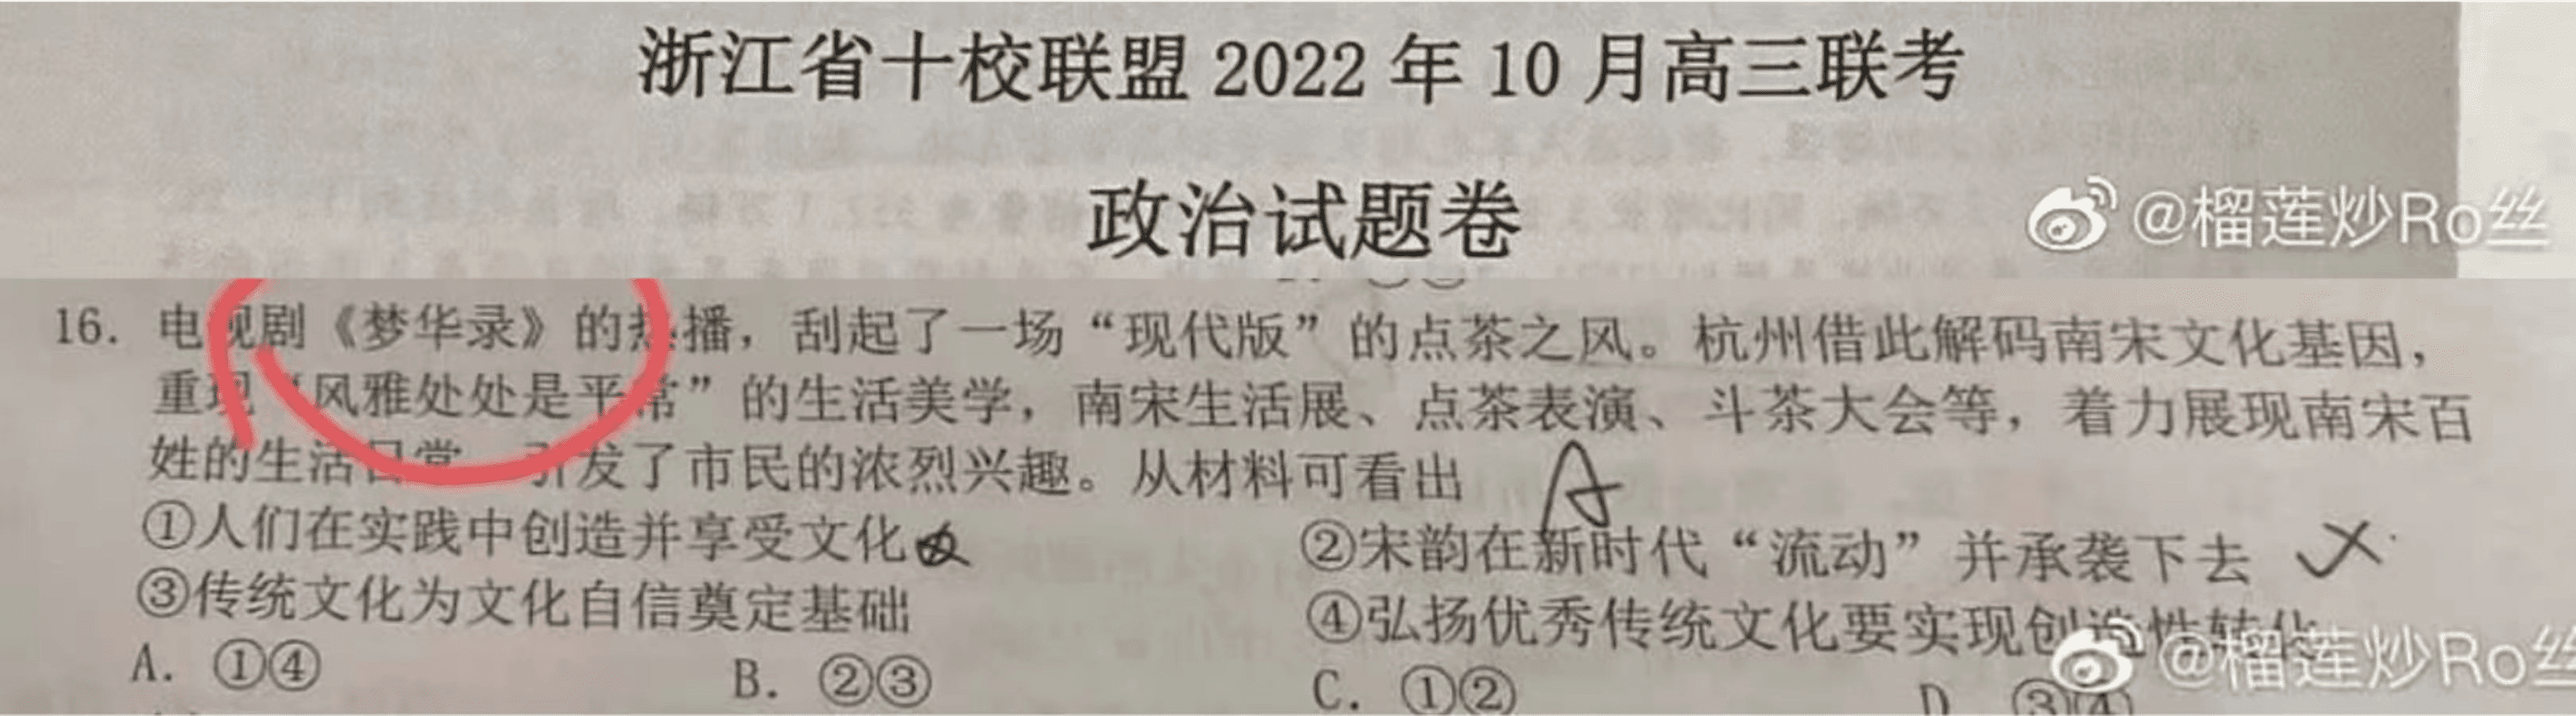 浙江省十校联盟 2022 年 10 月高三联考
政治试题卷
@榴莲炒Ro丝
16. 电视剧《梦华录》的热播，刮起了一场“现代版”的点茶之风。杭州借此解码南宋文化基因，
重现“风雅处处是平常”的生活美学，南宋生活展、点茶表演、斗茶大会等，着力展现南宋百
姓的生活日常，引发了市民的浓烈兴趣。从材料可看出
A
①人们在实践中创造并享受文化
②宋韵在新时代“流动”并承袭下去
③传统文化为文化自信奠定基础
④弘扬优秀传统文化要实现创造性转化
A. ①④
B. ②③
C. ①②
D. ③④
@榴莲炒Ro丝